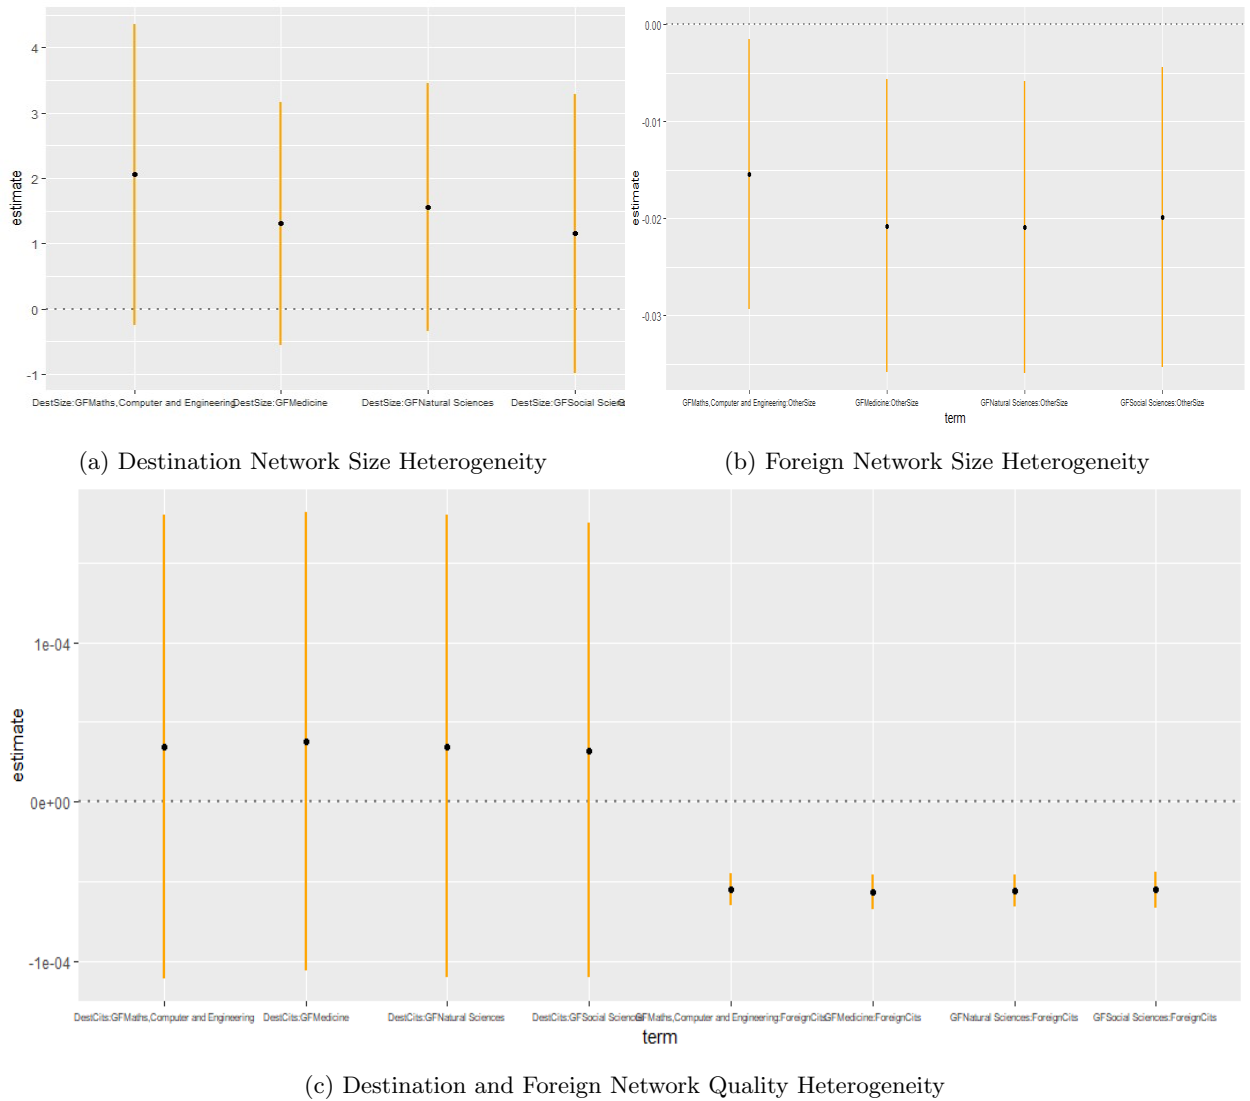 estimate
4
3
2
1
0
-1
DestSize:GFMaths,Computer and Engineering DestSize:GFMedicine DestSize:GFNatural Sciences DestSize:GFSocial
(a) Destination Network Size Heterogeneity
estimate
0.00
-0.01
-0.02
-0.03
GFMaths,Computer and Engineering:OtherSize GFMedicine:OtherSize GFNatural Sciences:OtherSize GFSocial Sciences:OtherSize
term
(b) Foreign Network Size Heterogeneity
estimate
1e-04
0e+00
-1e-04
DestCits:GFMaths,Computer and Engineering DestCits:GFMedicine DestCits:GFNatural Sciences DestCits:GFSocial Sciences GFMaths,Computer and Engineering:ForeignCits GFMedicine:ForeignCits GFNatural Sciences:ForeignCits GFSocial Sciences:ForeignCits
term
(c) Destination and Foreign Network Quality Heterogeneity